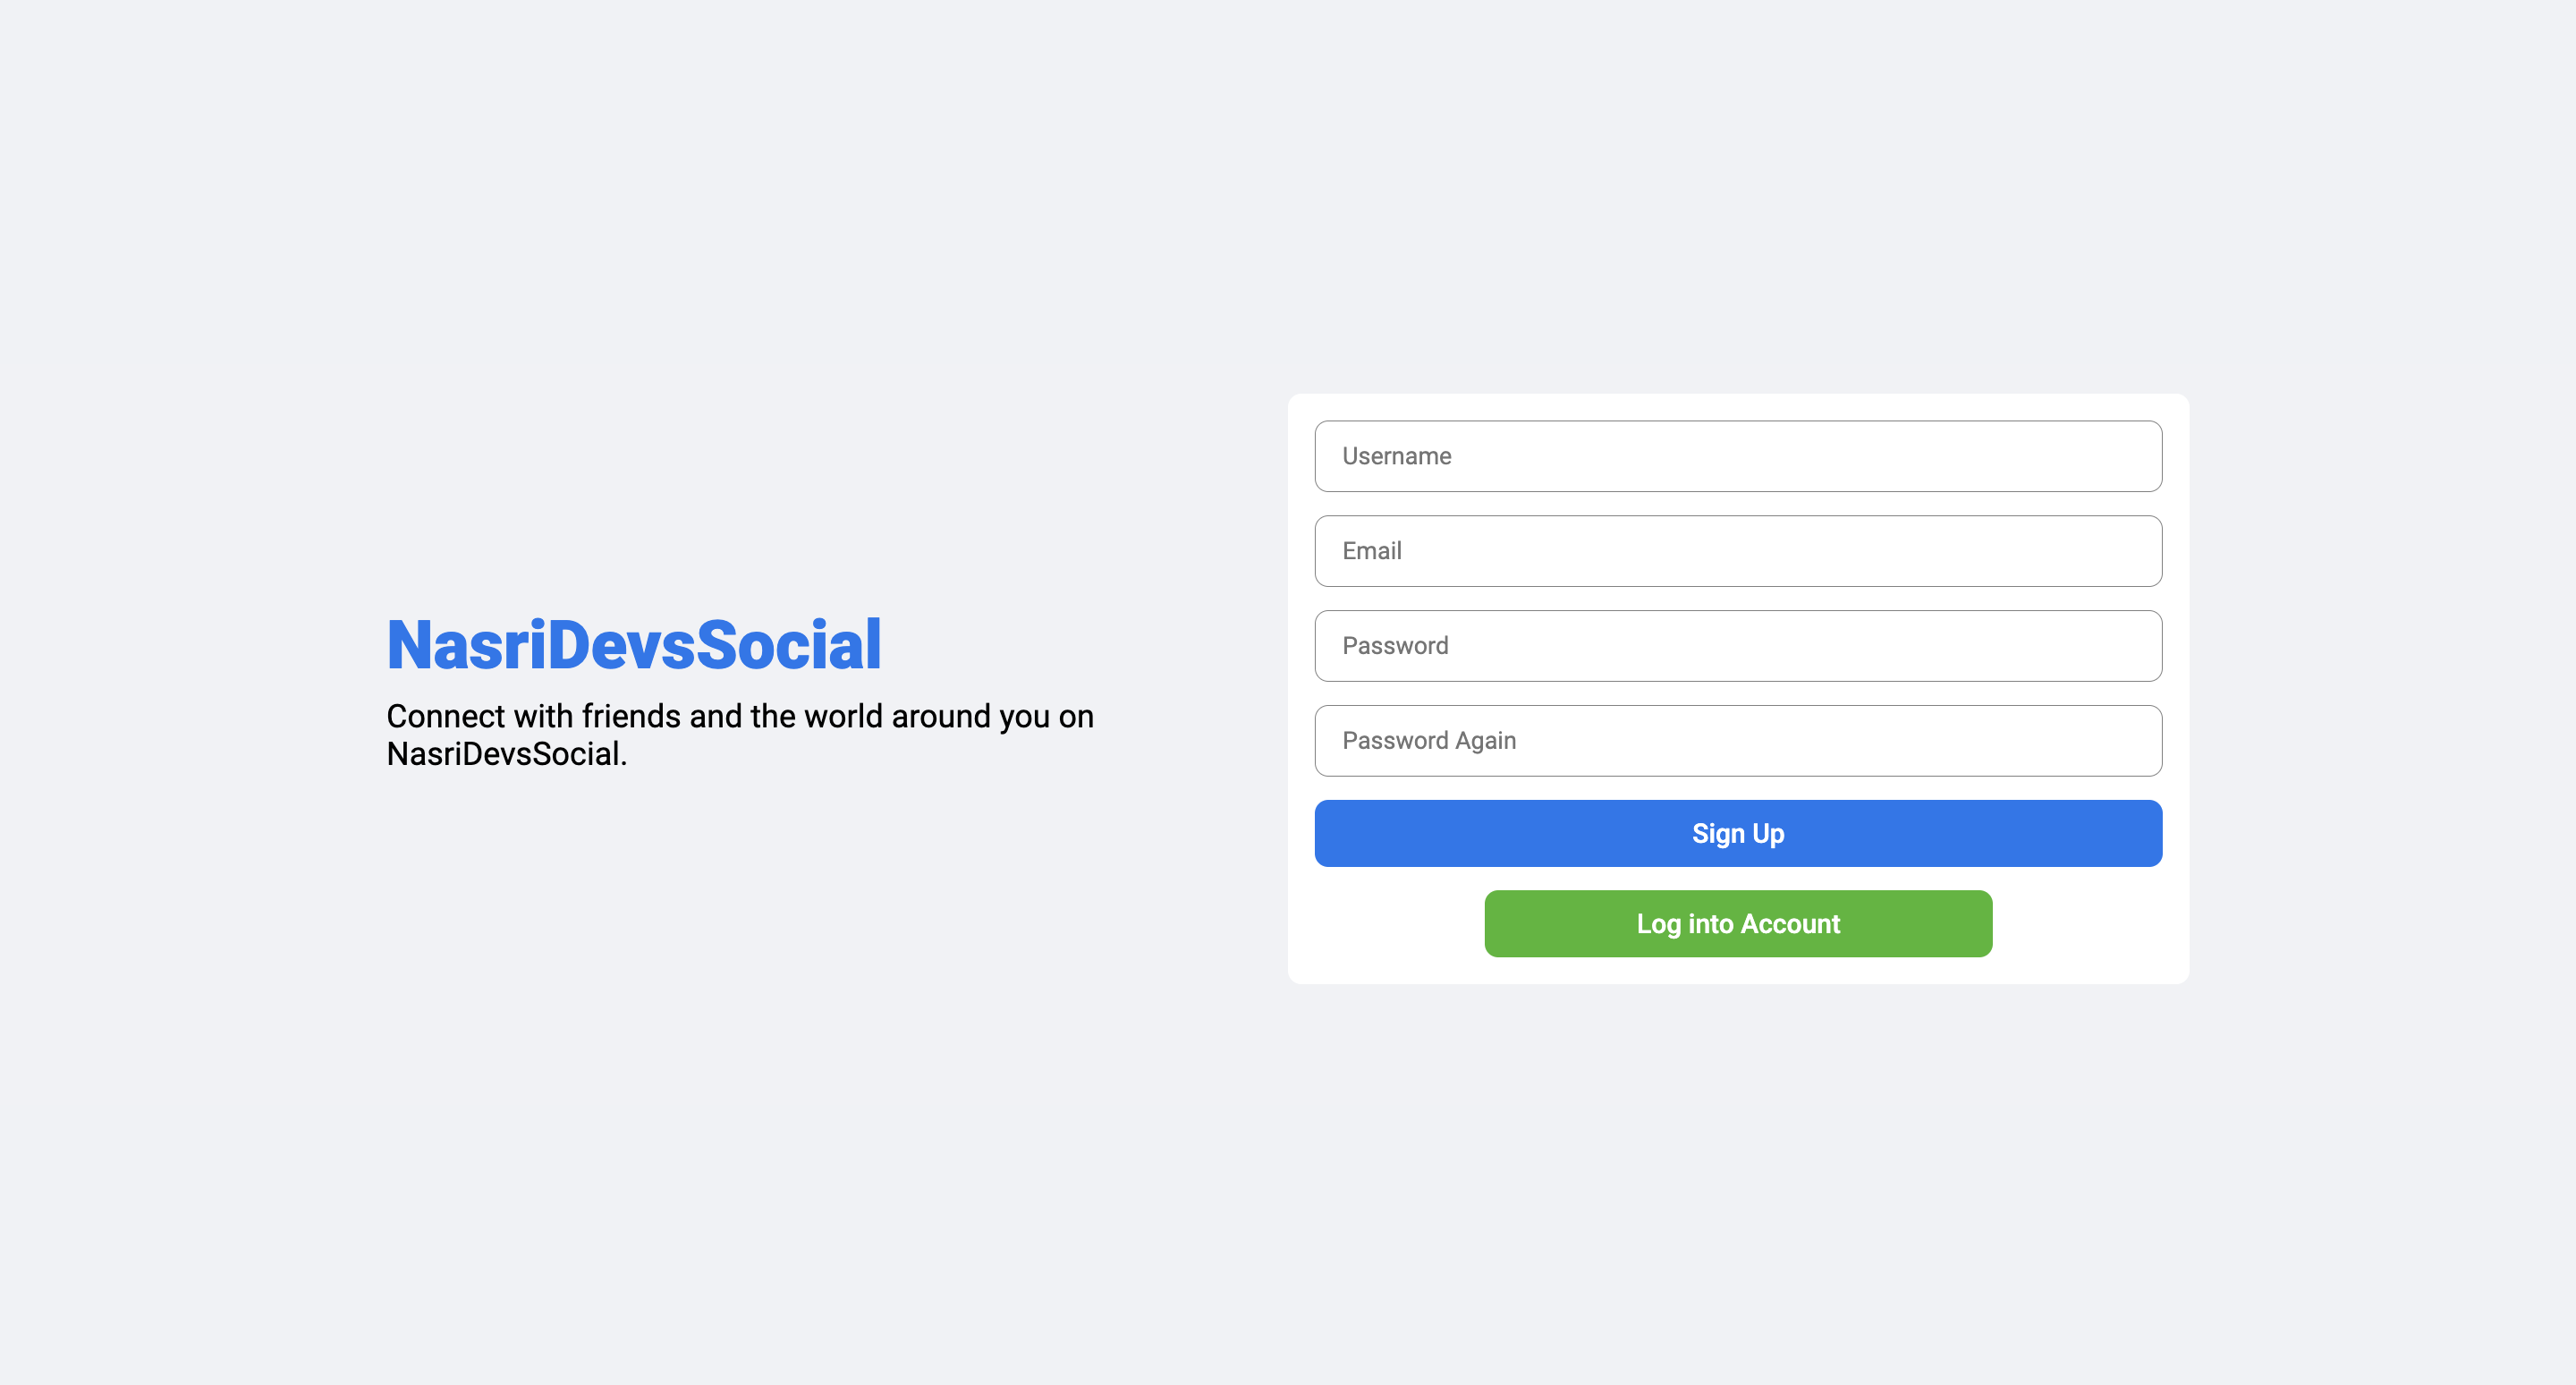 NasriDevsSocial
Connect with friends and the world around you on
NasriDevsSocial.
Username
Email
Password
Password Again
Sign Up
Log into Account